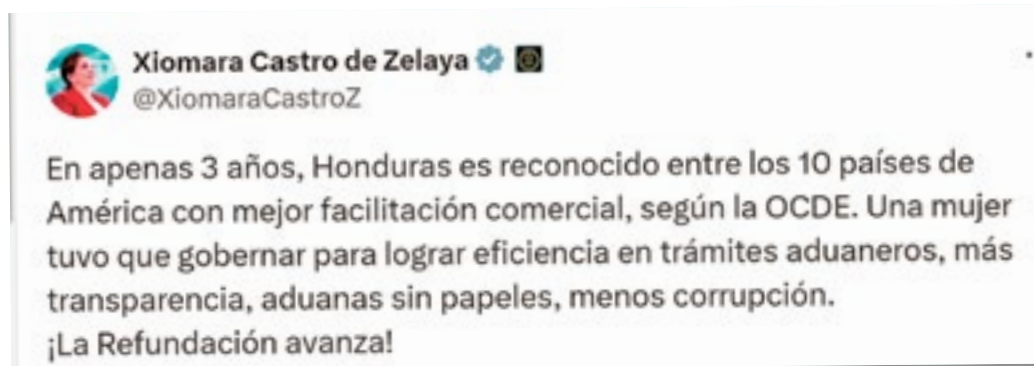 Xiomara Castro de Zelaya
@XiomaraCastroZ
En apenas 3 años, Honduras es reconocido entre los 10 países de
América con mejor facilitación comercial, según la OCDE. Una mujer
tuvo que gobernar para lograr eficiencia en trámites aduaneros, más
transparencia, aduanas sin papeles, menos corrupción.
¡La Refundación avanza!